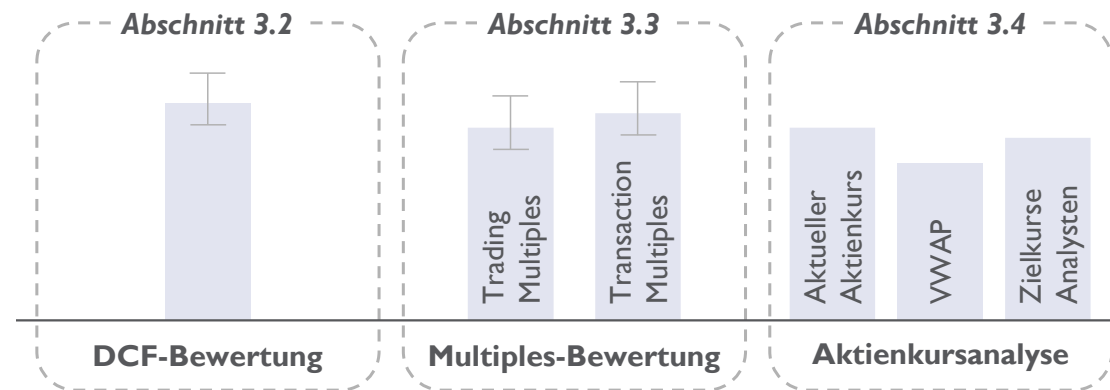 Abschnitt 3.2
Abschnitt 3.3
Abschnitt 3.4
Trading
Multiples
Transaction
Multiples
Aktueller
Aktienkurs
VWAP
Zielkurse
Analysten
DCF-Bewertung
Multiples-Bewertung
Aktienkursanalyse